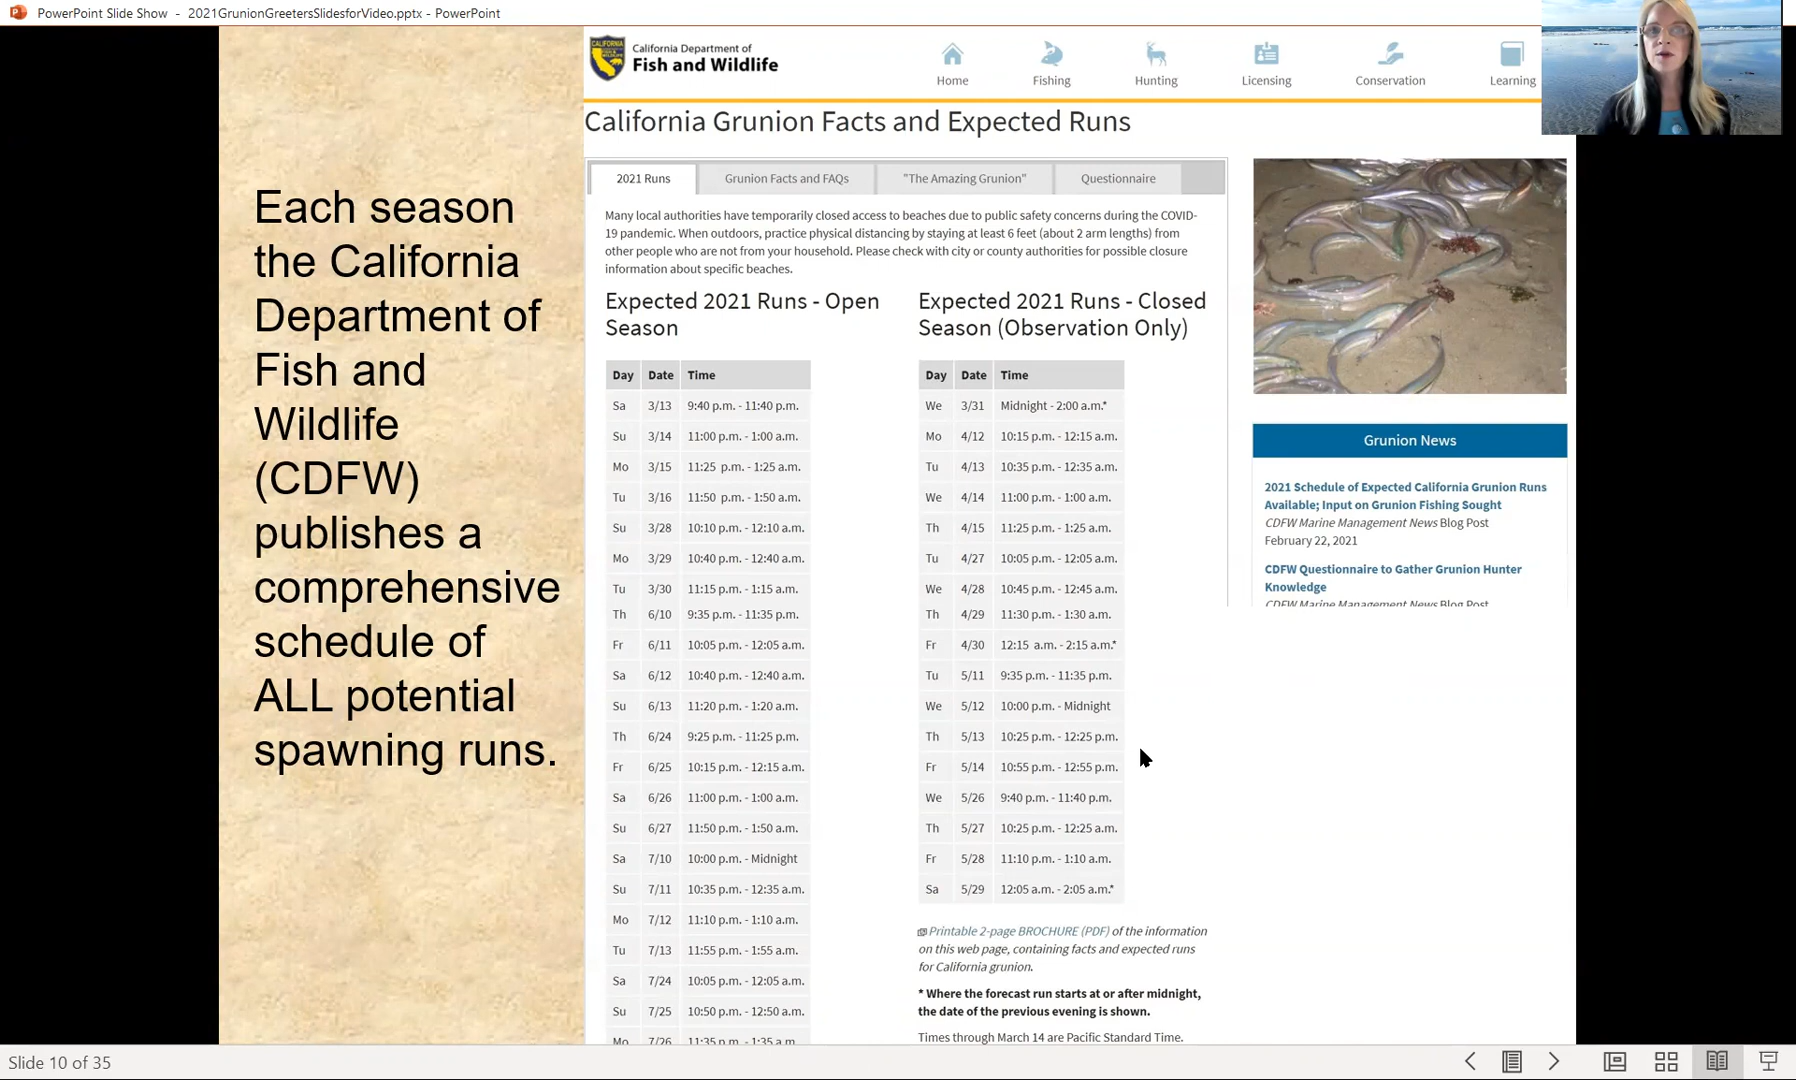 PowerPoint Slide Show - 2021GrunionGreetersSlidesforVideo.pptx - PowerPoint
Each season
the California
Department of
Fish and
Wildlife
(CDFW)
publishes a
comprehensive
schedule of
ALL potential
spawning runs.
California Department of
Fish and Wildlife
Home
Fishing
Hunting
Licensing
Conservation
Learning
California Grunion Facts and Expected Runs
2021 Runs
Grunion Facts and FAQs
"The Amazing Grunion"
Questionnaire
Many local authorities have temporarily closed access to beaches due to public safety concerns during the COVID-
19 pandemic. When outdoors, practice physical distancing by staying at least 6 feet (about 2 arm lengths) from
other people who are not from your household. Please check with city or county authorities for possible closure
information about specific beaches.
Expected 2021 Runs - Open
Season
Day Date Time
Sa 3/13 9:40 p.m. - 11:40 p.m.
Su 3/14 11:00 p.m. - 1:00 a.m.
Mo 3/15 11:25 p.m. - 1:25 a.m.
Tu 3/16 11:50 p.m. - 1:50 a.m.
Su 3/28 10:10 p.m. - 12:10 a.m.
Mo 3/29 10:40 p.m. - 12:40 a.m.
Tu 3/30 11:15 p.m. - 1:15 a.m.
Th 6/10 9:35 p.m. - 11:35 p.m.
Fr 6/11 10:05 p.m. - 12:05 a.m.
Sa 6/12 10:40 p.m. - 12:40 a.m.
Su 6/13 11:20 p.m. - 1:20 a.m.
Th 6/24 9:25 p.m. - 11:25 p.m.
Fr 6/25 10:15 p.m. - 12:15 a.m.
Sa 6/26 11:00 p.m. - 1:00 a.m.
Su 6/27 11:50 p.m. - 1:50 a.m.
Sa 7/10 10:00 p.m. - Midnight
Su 7/11 10:35 p.m. - 12:35 a.m.
Mo 7/12 11:10 p.m. - 1:10 a.m.
Tu 7/13 11:55 p.m. - 1:55 a.m.
Sa 7/24 10:05 p.m. - 12:05 a.m.
Su 7/25 10:50 p.m. - 12:50 a.m.
Mo 7/26 11:35 p.m. - 1:35 a.m.
Expected 2021 Runs - Closed
Season (Observation Only)
Day Date Time
We 3/31 Midnight - 2:00 a.m.*
Mo 4/12 10:15 p.m. - 12:15 a.m.
Tu 4/13 10:35 p.m. - 12:35 a.m.
We 4/14 11:00 p.m. - 1:00 a.m.
Th 4/15 11:25 p.m. - 1:25 a.m.
Tu 4/27 10:05 p.m. - 12:05 a.m.
We 4/28 10:45 p.m. - 12:45 a.m.
Th 4/29 11:30 p.m. - 1:30 a.m.
Fr 4/30 12:15 a.m. - 2:15 a.m.*
Tu 5/11 9:35 p.m. - 11:35 p.m.
We 5/12 10:00 p.m. - Midnight
Th 5/13 10:25 p.m. - 12:25 p.m.
Fr 5/14 10:55 p.m. - 12:55 p.m.
We 5/26 9:40 p.m. - 11:40 p.m.
Th 5/27 10:25 p.m. - 12:25 a.m.
Fr 5/28 11:10 p.m. - 1:10 a.m.
Sa 5/29 12:05 a.m. - 2:05 a.m.*
Printable 2-page BROCHURE (PDF) of the information
on this web page, containing facts and expected runs
for California grunion.
* Where the forecast run starts at or after midnight,
the date of the previous evening is shown.
Times through March 14 are Pacific Standard Time.
Grunion News
2021 Schedule of Expected California Grunion Runs
Available; Input on Grunion Fishing Sought
CDFW Marine Management News Blog Post
February 22, 2021
CDFW Questionnaire to Gather Grunion Hunter
Knowledge
CDFW Marine Management News Blog Post
Slide 10 of 35